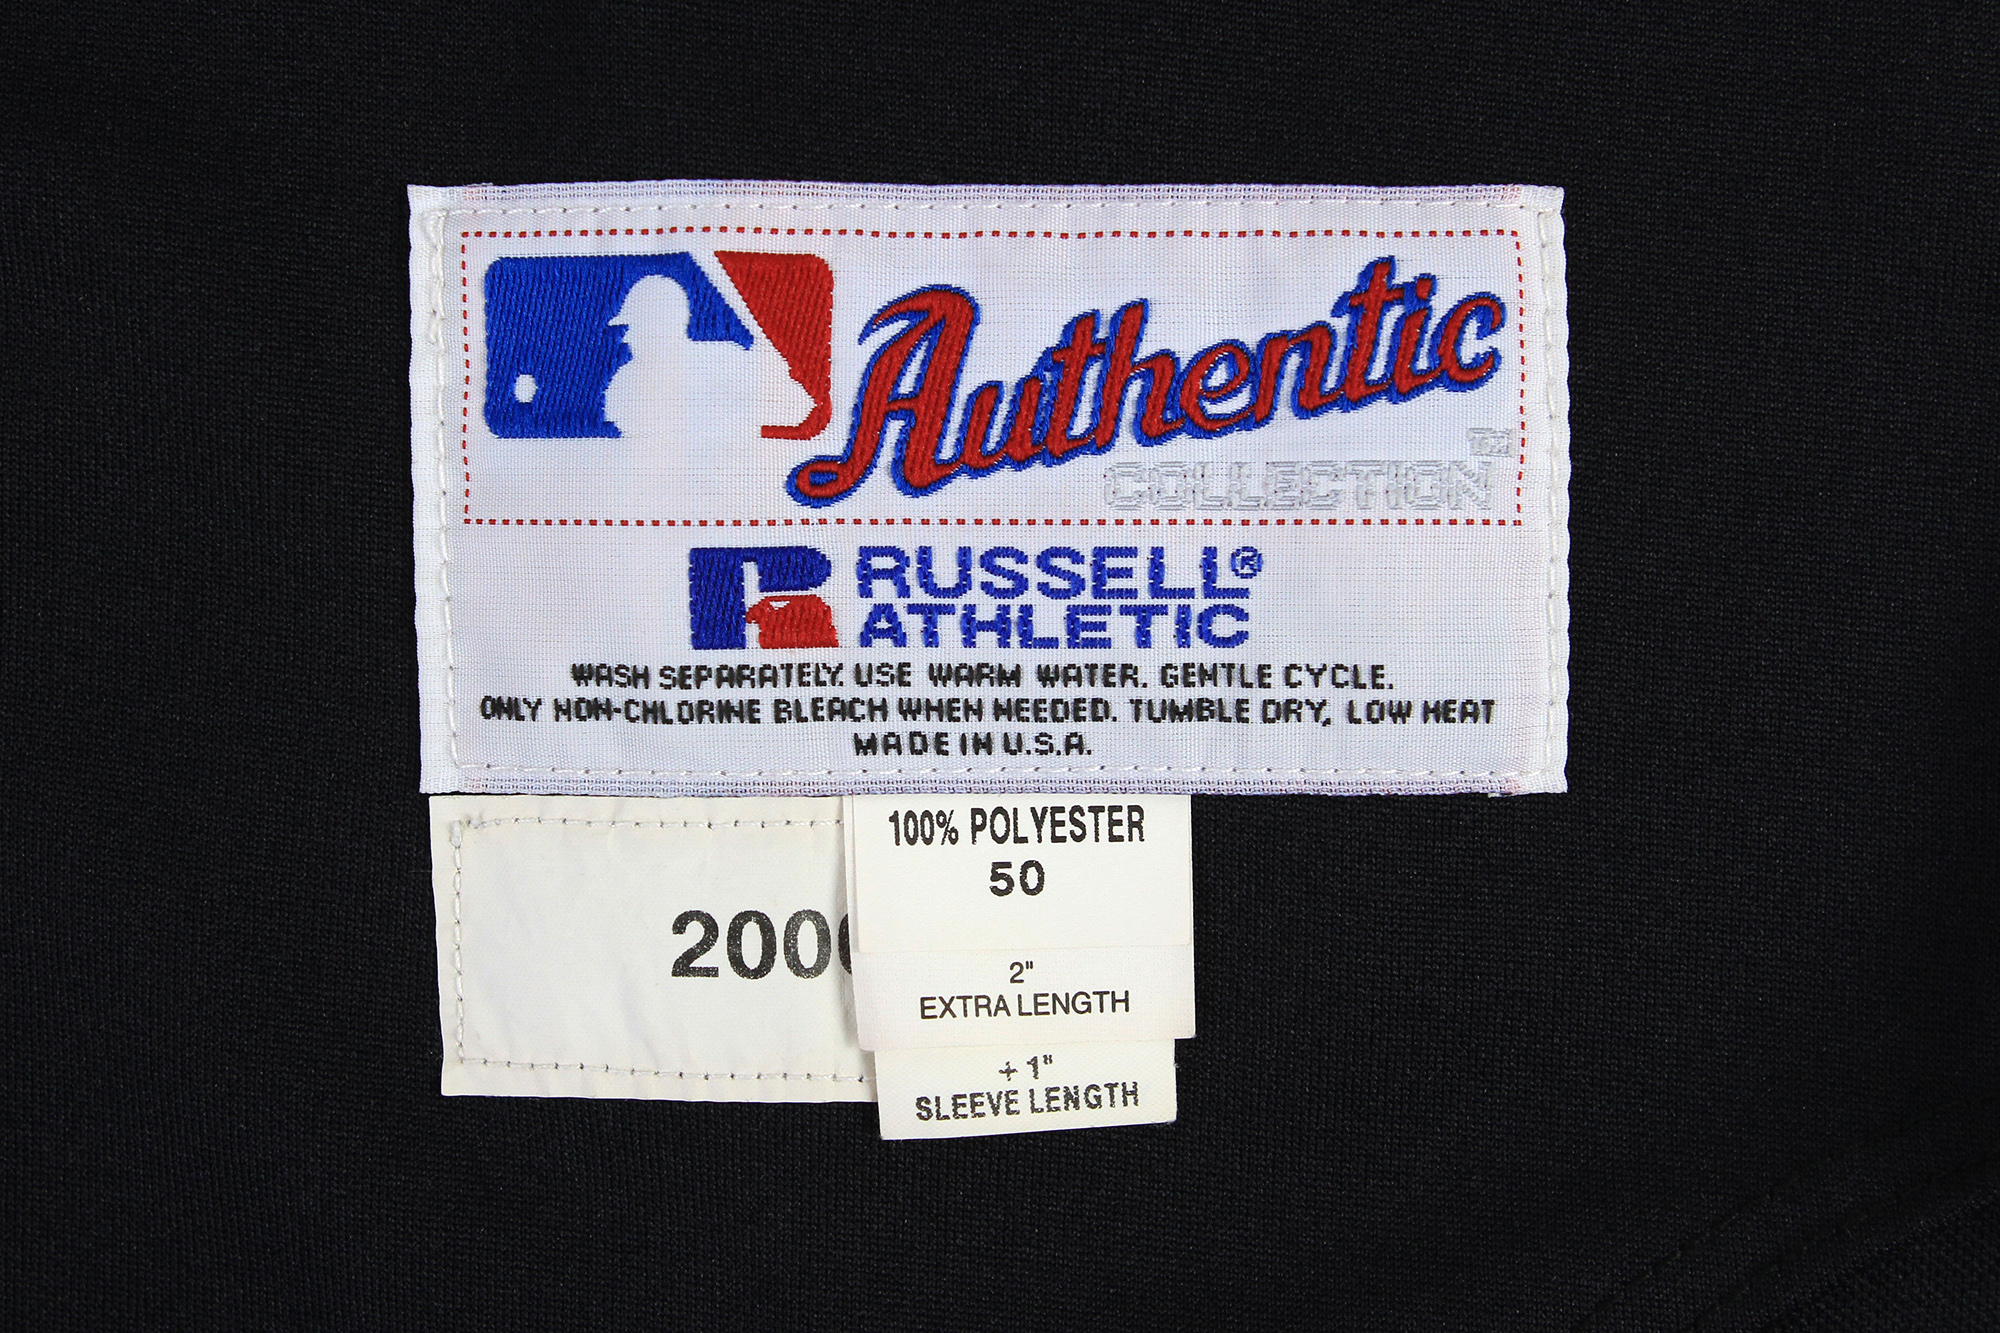 Authentic
COLLECTION™
RUSSELL®
ATHLETIC
WASH SEPARATELY. USE WARM WATER. GENTLE CYCLE.
ONLY NON-CHLORINE BLEACH WHEN NEEDED. TUMBLE DRY, LOW HEAT
MADE IN U.S.A.
100% POLYESTER
50
2"
EXTRA LENGTH
+ 1"
SLEEVE LENGTH